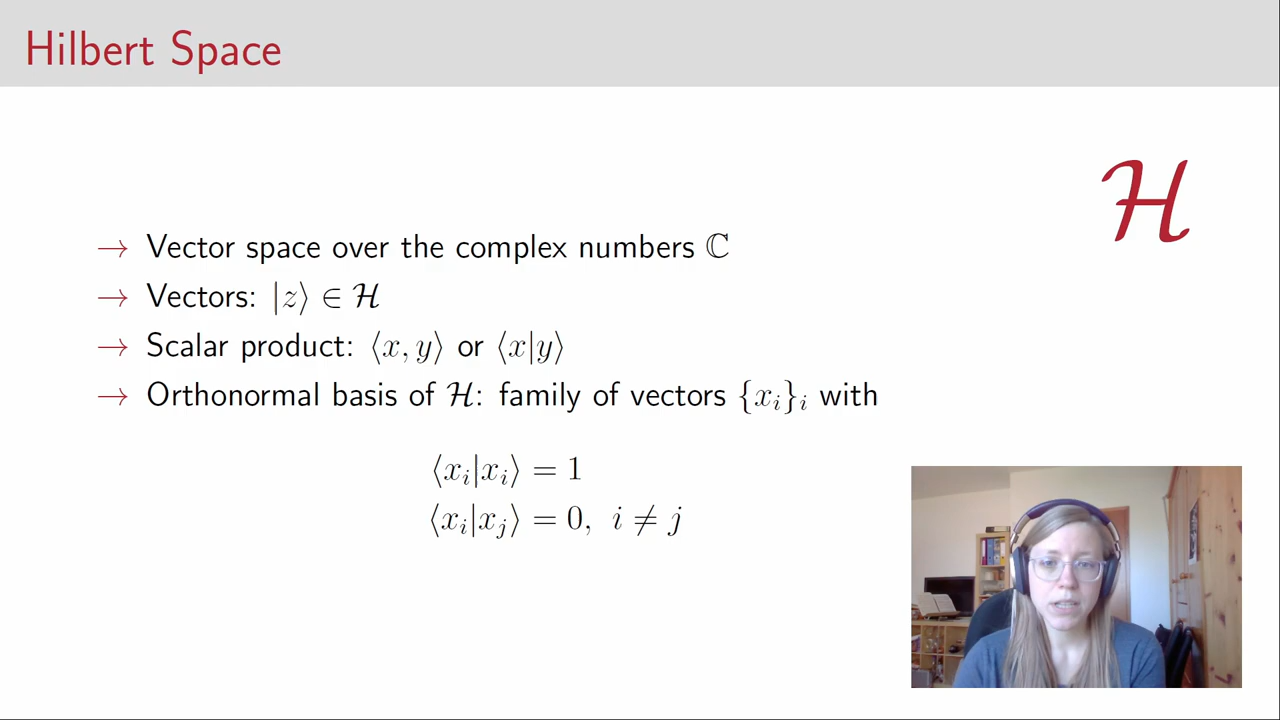 Hilbert Space
ℋ
→ Vector space over the complex numbers ℂ
→ Vectors: |z⟩ ∈ ℋ
→ Scalar product: ⟨x, y⟩ or ⟨x|y⟩
→ Orthonormal basis of ℋ: family of vectors {xᵢ}ᵢ with
⟨xᵢ|xᵢ⟩ = 1
⟨xᵢ|xⱼ⟩ = 0, i ≠ j